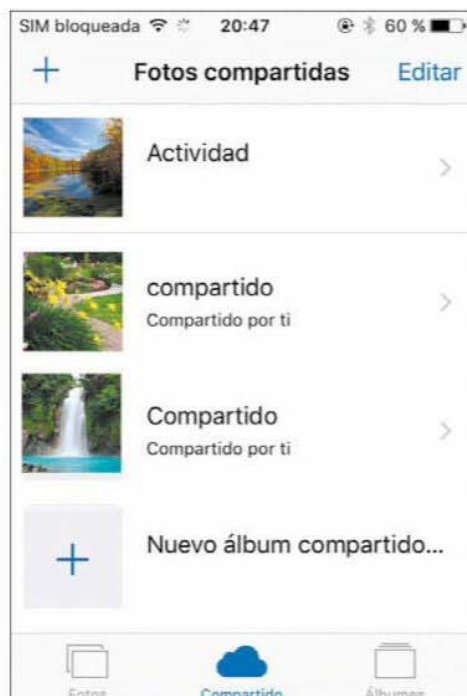 SIM bloqueada 20:47 60 %
+ Fotos compartidas Editar
Actividad
compartido
Compartido por ti
Compartido
Compartido por ti
+ Nuevo álbum compartido...
Fotos Compartido Álbumes